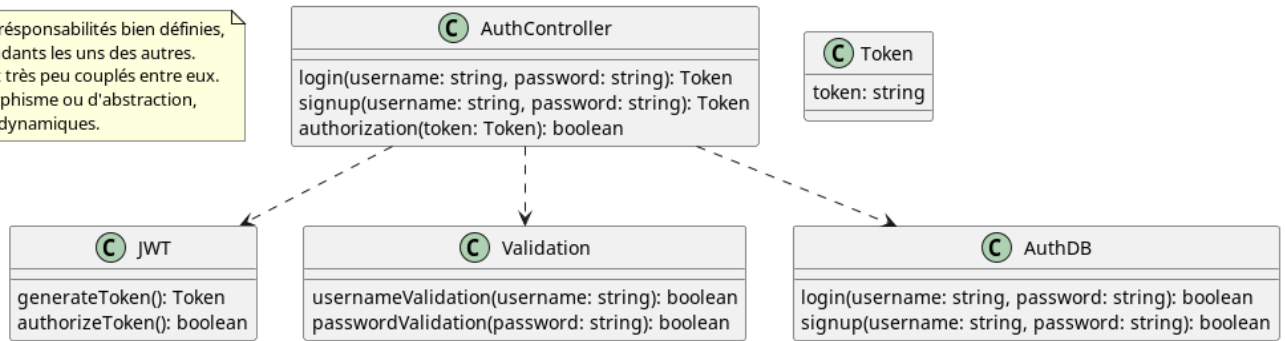 résponsabilités bien définies,
dants les uns des autres.
très peu couplés entre eux.
phisme ou d'abstraction,
dynamiques.
C AuthController
login(username: string, password: string): Token
signup(username: string, password: string): Token
authorization(token: Token): boolean
C Token
token: string
C JWT
generateToken(): Token
authorizeToken(): boolean
C Validation
usernameValidation(username: string): boolean
passwordValidation(password: string): boolean
C AuthDB
login(username: string, password: string): boolean
signup(username: string, password: string): boolean